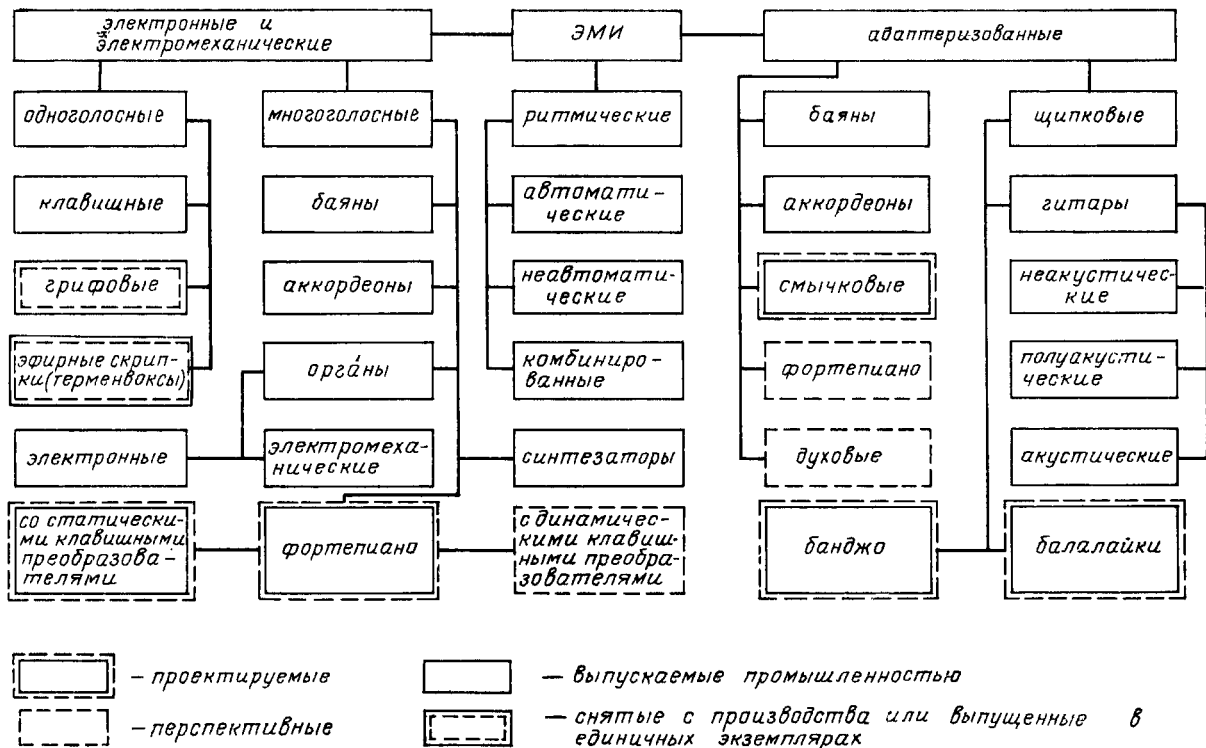 электронные и
электромеханические
ЭМИ
адаптеризованные
одноголосные
многоголосные
ритмические
баяны
щипковые
клавишные
баяны
автомати-
ческие
аккордеоны
гитары
грифовые
аккордеоны
неавтомати-
ческие
смычковые
неакустичес-
кие
эфирные скрип-
ки(терменвоксы)
орга́ны
комбиниро-
ванные
фортепиано
полуакусти-
ческие
электронные
электромеха-
нические
синтезаторы
духовые
акустические
со статически-
ми клавишными
преобразова-
телями
фортепиано
с динамичес-
кими клавиш-
ными преобра-
зователями
банджо
балалайки
– проектируемые
– выпускаемые промышленностью
– перспективные
– снятые с производства или выпущенные в
единичных экземплярах